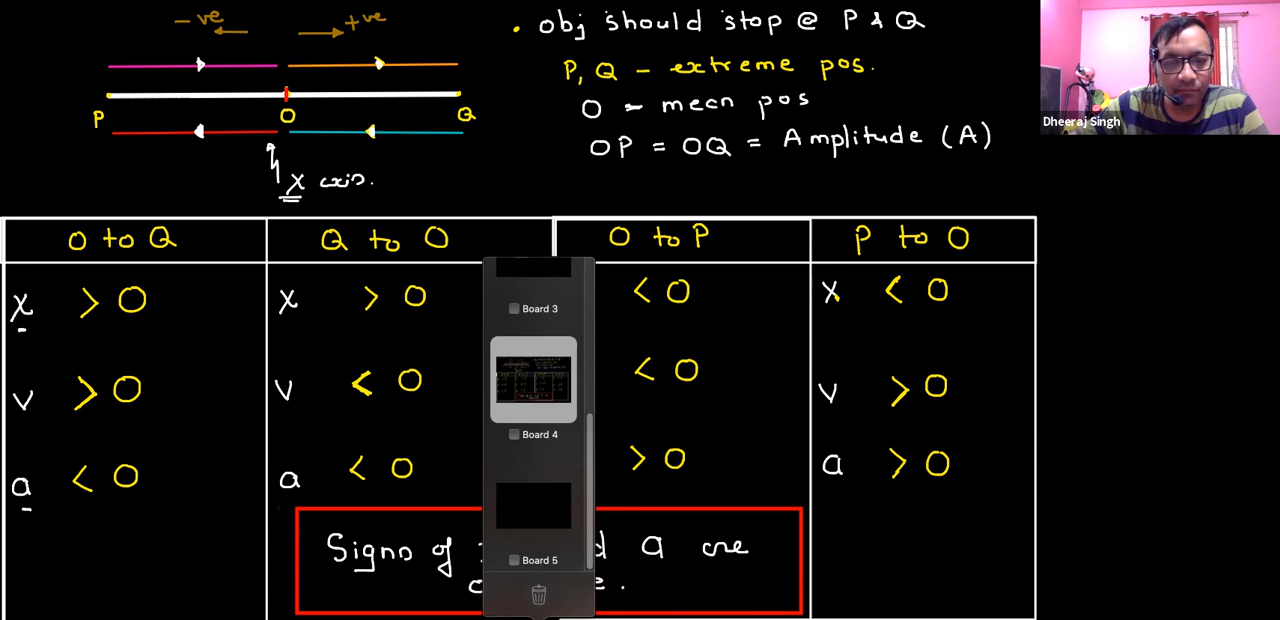 -ve +ve
P O Q
X axis.
• obj should stop @ P & Q
P, Q - extreme pos.
O - mean pos
OP = OQ = Amplitude (A)
Dheeraj Singh
O to Q Q to O O to P P to O
x > 0 x > 0 < 0 x < 0
v > 0 v < 0 < 0 v > 0
a < 0 a < 0 > 0 a > 0
Board 3
Board 4
Board 5
Signs of a are